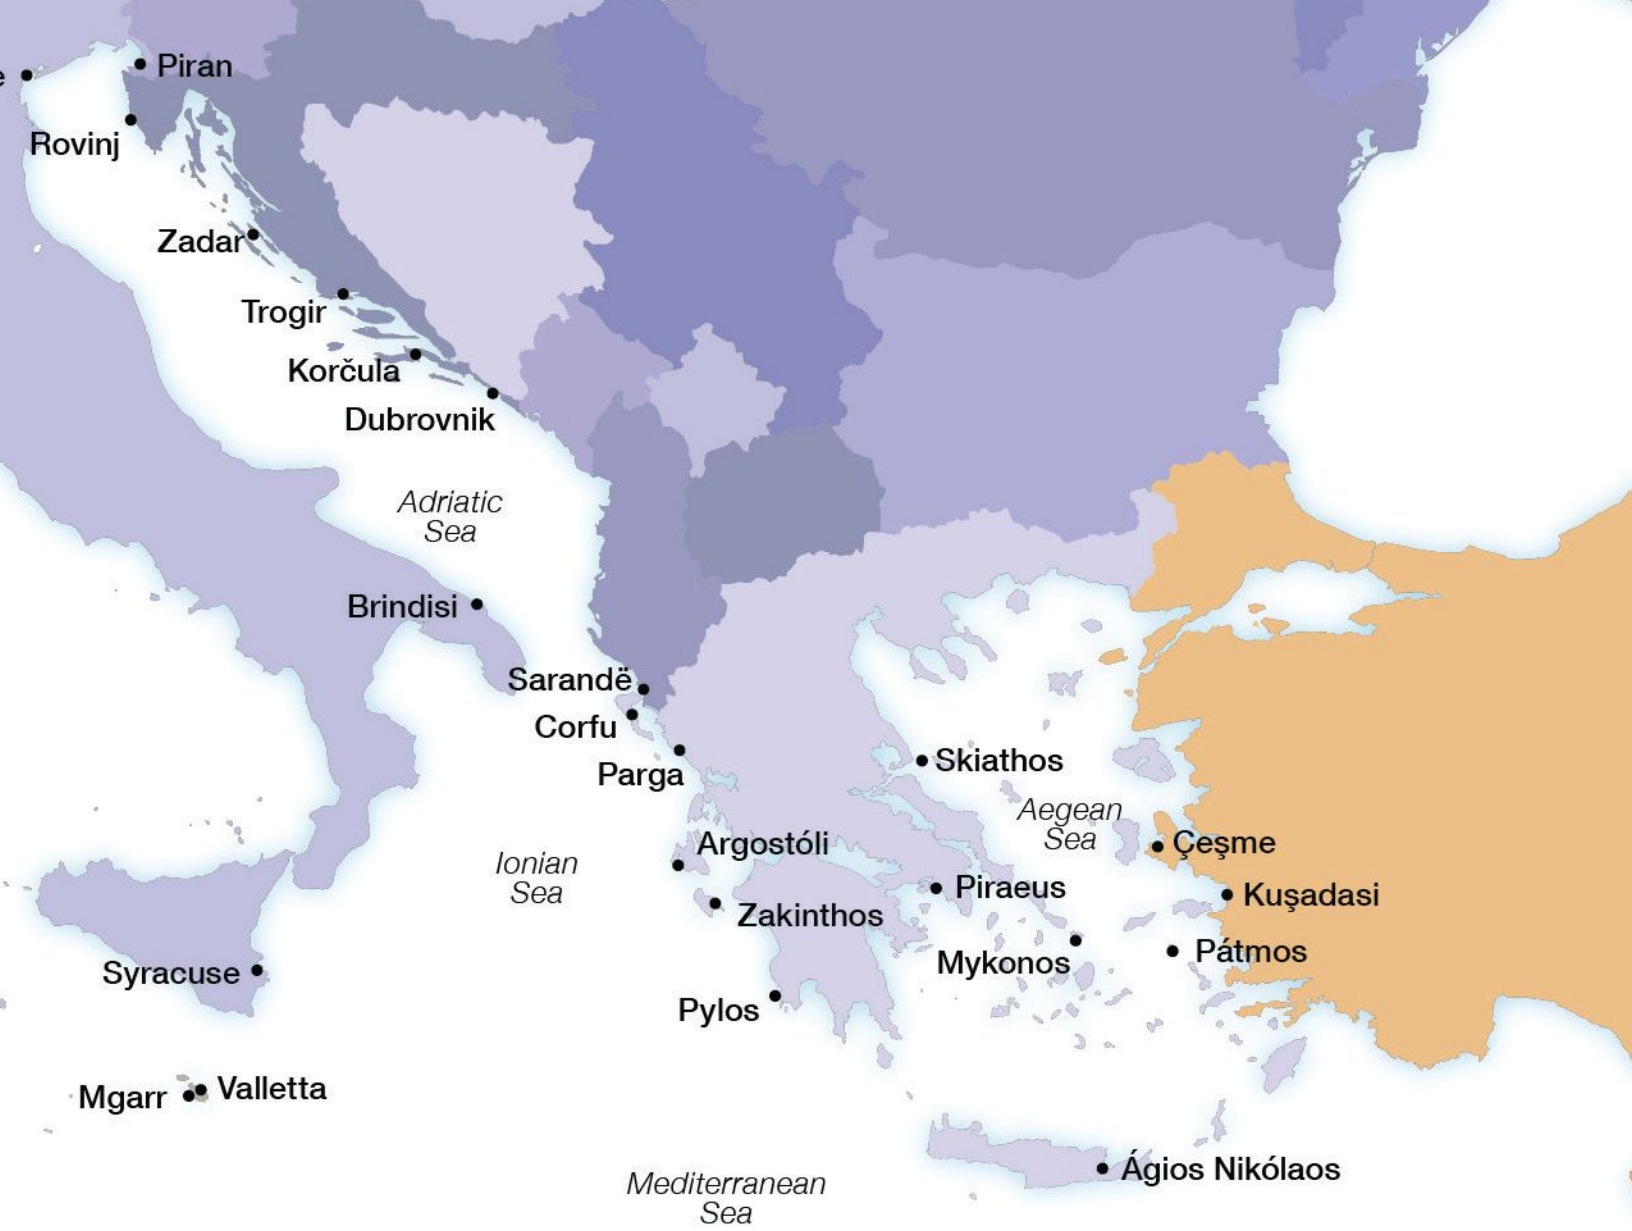 Piran
e
Rovinj
Zadar
Trogir
Korčula
Dubrovnik
Adriatic
Sea
Brindisi
Sarandë
Corfu
Parga
Skiathos
Aegean
Sea
Argostóli
Çeşme
Ionian
Sea
Piraeus
Kuşadasi
Zakinthos
Mykonos
Pátmos
Syracuse
Pylos
Mgarr
Valletta
Ágios Nikólaos
Mediterranean
Sea